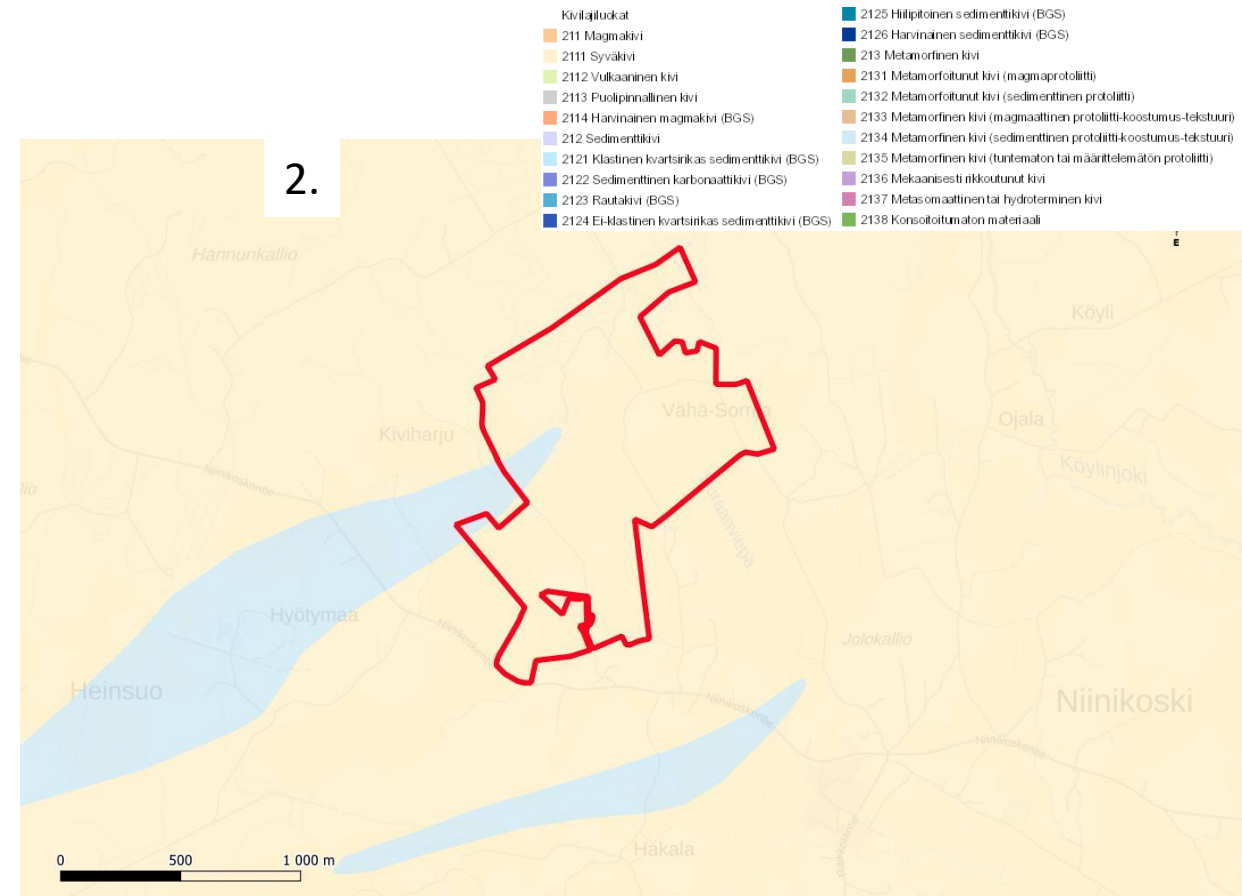 Kivilajiluokat
211 Magmakivi
2111 Syväkivi
2112 Vulkaaninen kivi
2113 Puolipinnallinen kivi
2114 Harvinainen magmakivi (BGS)
212 Sedimenttikivi
2121 Klastinen kvartsirikas sedimenttikivi (BGS)
2122 Sedimenttinen karbonaattikivi (BGS)
2123 Rautakivi (BGS)
2124 Ei-klastinen kvartsirikas sedimenttikivi (BGS)
2125 Hiilipitoinen sedimenttikivi (BGS)
2126 Harvinainen sedimenttikivi (BGS)
213 Metamorfinen kivi
2131 Metamorfoitunut kivi (magmaprotoliitti)
2132 Metamorfoitunut kivi (sedimenttinen protoliitti)
2133 Metamorfinen kivi (magmaattinen protoliitti-koostumus-tekstuuri)
2134 Metamorfinen kivi (sedimenttinen protoliitti-koostumus-tekstuuri)
2135 Metamorfinen kivi (tuntematon tai määrittelemätön protoliitti)
2136 Mekaanisesti rikkoutunut kivi
2137 Metasomaattinen tai hydroterminen kivi
2138 Konsoitoitumaton materiaali
2.
E
Hannunkallio
Köyli
Vähä-Sorma
Ojala
Kiviharju
Köylinjoki
Niinikoskentie
Hyötymaa
Niinikoskentie
Jolokallio
Heinsuo
Niinikoski
Niinikoskentie
Niinikoskentie
Hakala
0 500 1 000 m